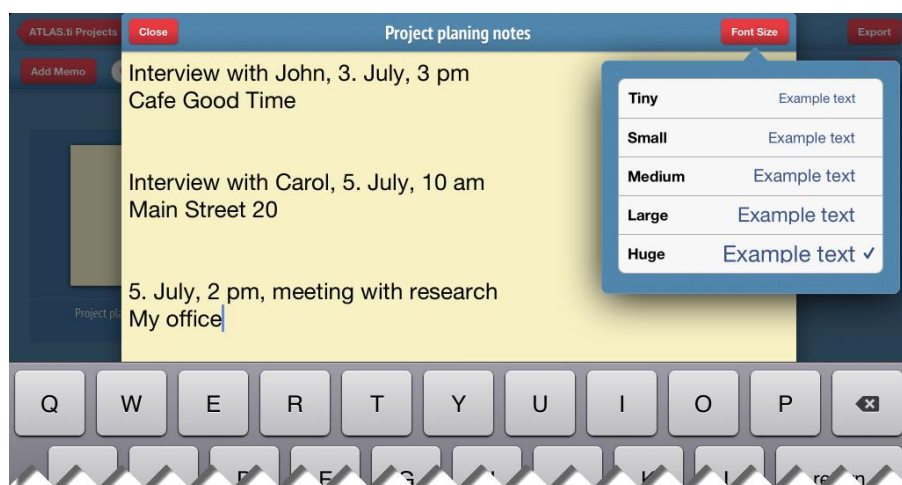 ATLAS.ti Projects
Close
Project planing notes
Font Size
Export
Add Memo
Interview with John, 3. July, 3 pm
Cafe Good Time
Interview with Carol, 5. July, 10 am
Main Street 20
5. July, 2 pm, meeting with research
My office
Tiny Example text
Small Example text
Medium Example text
Large Example text
Huge Example text ✓
Project
Q W E R T Y U I O P